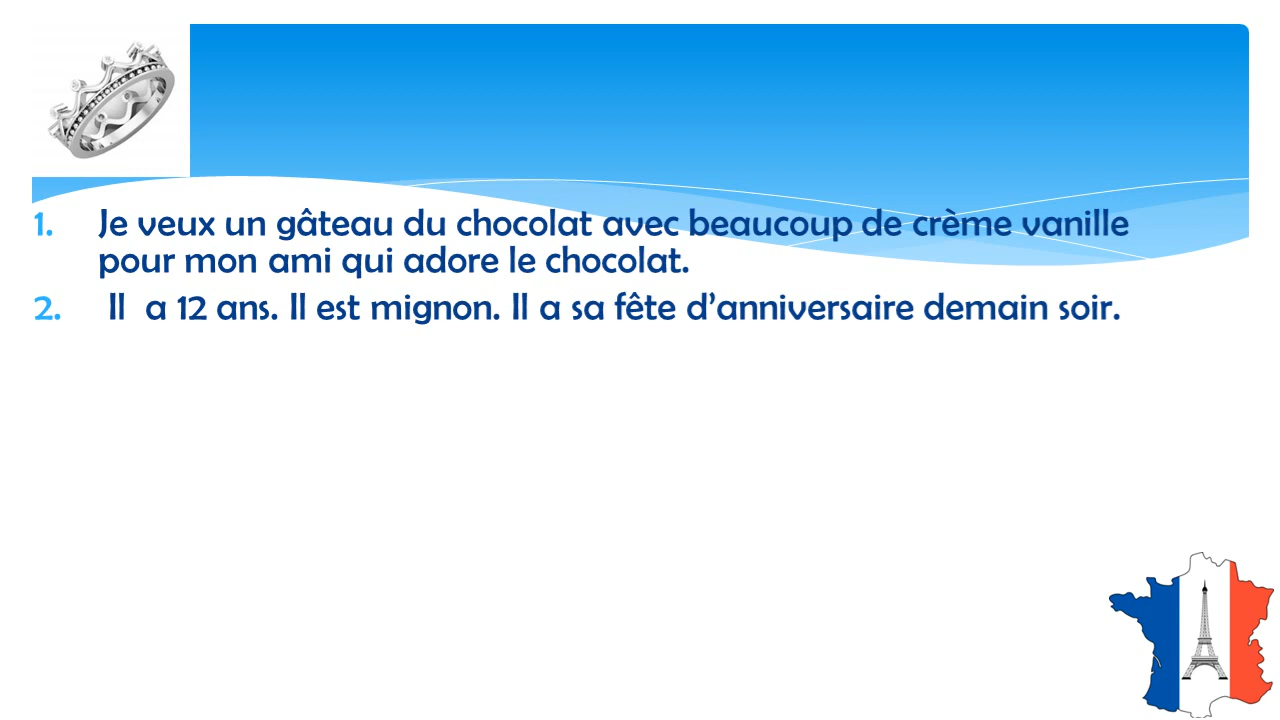 1. Je veux un gâteau du chocolat avec beaucoup de crème vanille
pour mon ami qui adore le chocolat.
2. Il  a 12 ans. Il est mignon. Il a sa fête d’anniversaire demain soir.